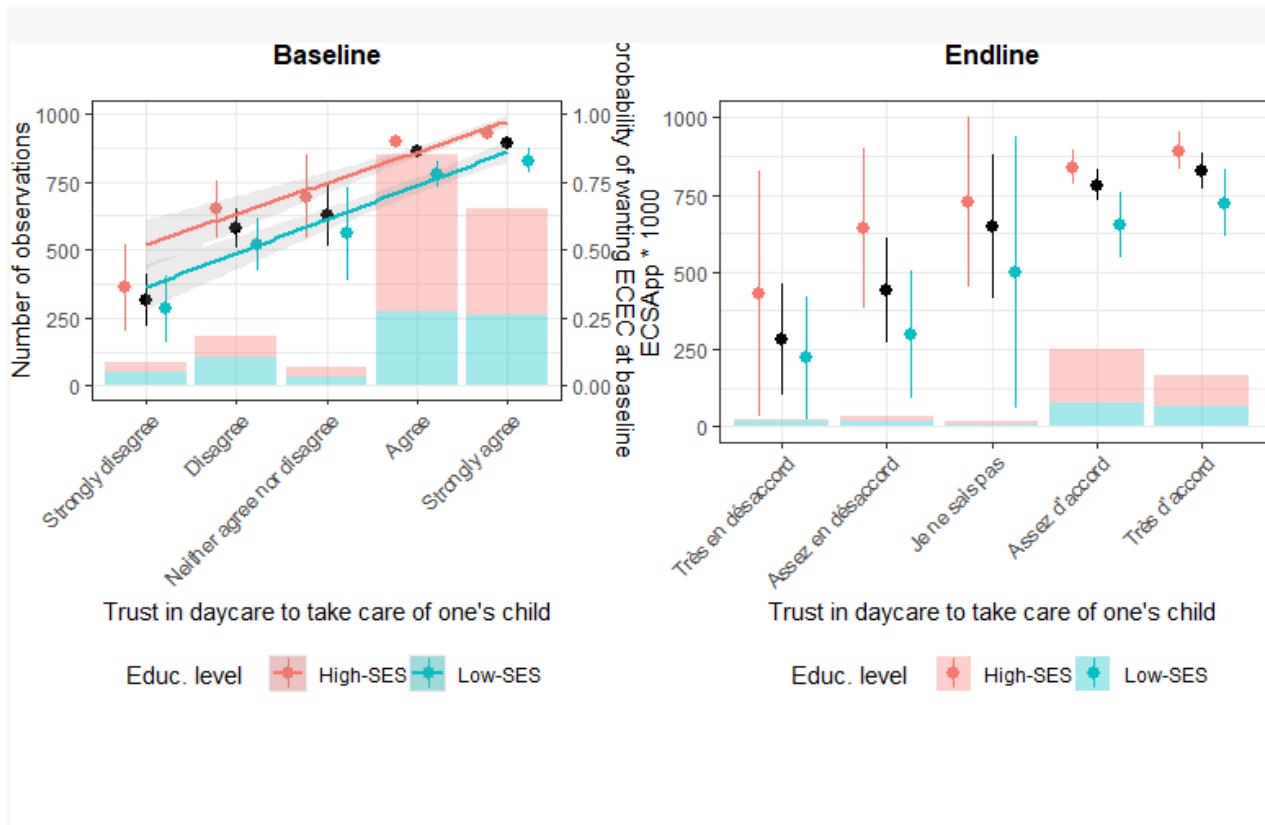 Baseline
Number of observations
1000
750
500
250
0
1.00
0.75
0.50
0.25
0.00
probability of wanting ECEC at baseline
Strongly disagree
Disagree
Neither agree nor disagree
Agree
Strongly agree
Trust in daycare to take care of one's child
Educ. level
High-SES
Low-SES
Endline
ECSApp * 1000
1000
750
500
250
0
Très en désaccord
Assez en désaccord
Je ne sais pas
Assez d'accord
Très d'accord
Trust in daycare to take care of one's child
Educ. level
High-SES
Low-SES